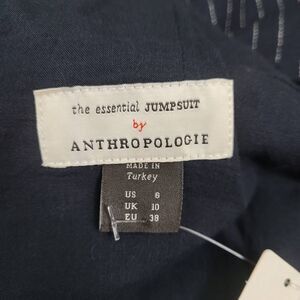 the essential JUMPSUIT
by
ANTHROPOLOGIE
MADE IN
Turkey
US 6
UK 10
EU 38